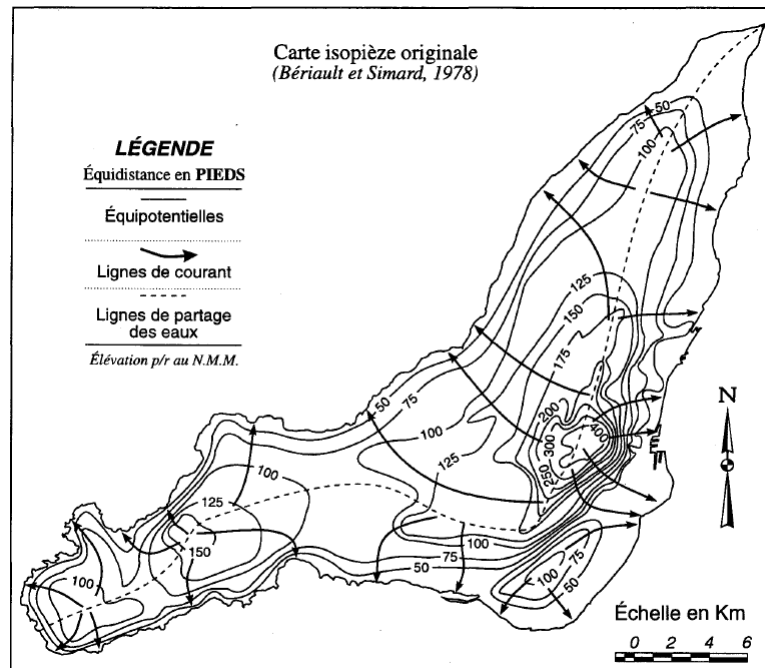 Carte isopièze originale
(Bériault et Simard, 1978)
LÉGENDE
Équidistance en PIEDS
Équipotentielles
Lignes de courant
Lignes de partage
des eaux
Élévation p/r au N.M.M.
50
75
100
125
150
175
200
300
250
400
50
75
100
125
100
125
150
100
100
75
50
75
100
50
N
Échelle en Km
0 2 4 6